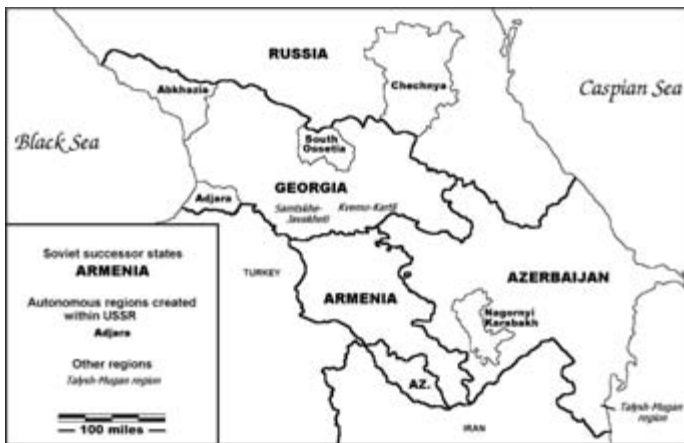 RUSSIA
Abkhazia
Chechnya
Caspian Sea
Black Sea
South
Ossetia
GEORGIA
Adjara
Samtskhe-
Javakheti
Kvemo-Kartli
Soviet successor states
ARMENIA
Autonomous regions created
within USSR
Adjara
Other regions
Talysh-Mugan region
100 miles
TURKEY
ARMENIA
AZERBAIJAN
Nagornyi
Karabakh
AZ.
IRAN
Talysh-Mugan
region